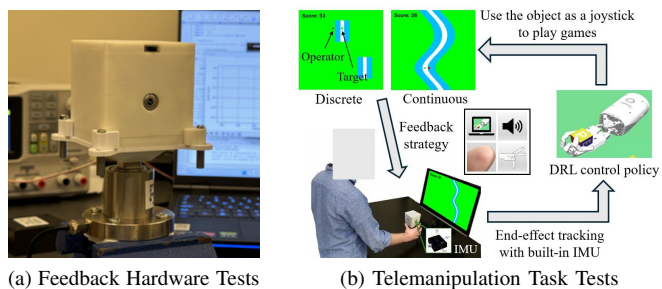 Score: 53
Score: 36
Operator
Target
Discrete
Continuous
Use the object as a joystick
to play games
Feedback
strategy
DRL control policy
IMU
End-effect tracking
with built-in IMU
(a) Feedback Hardware Tests
(b) Telemanipulation Task Tests